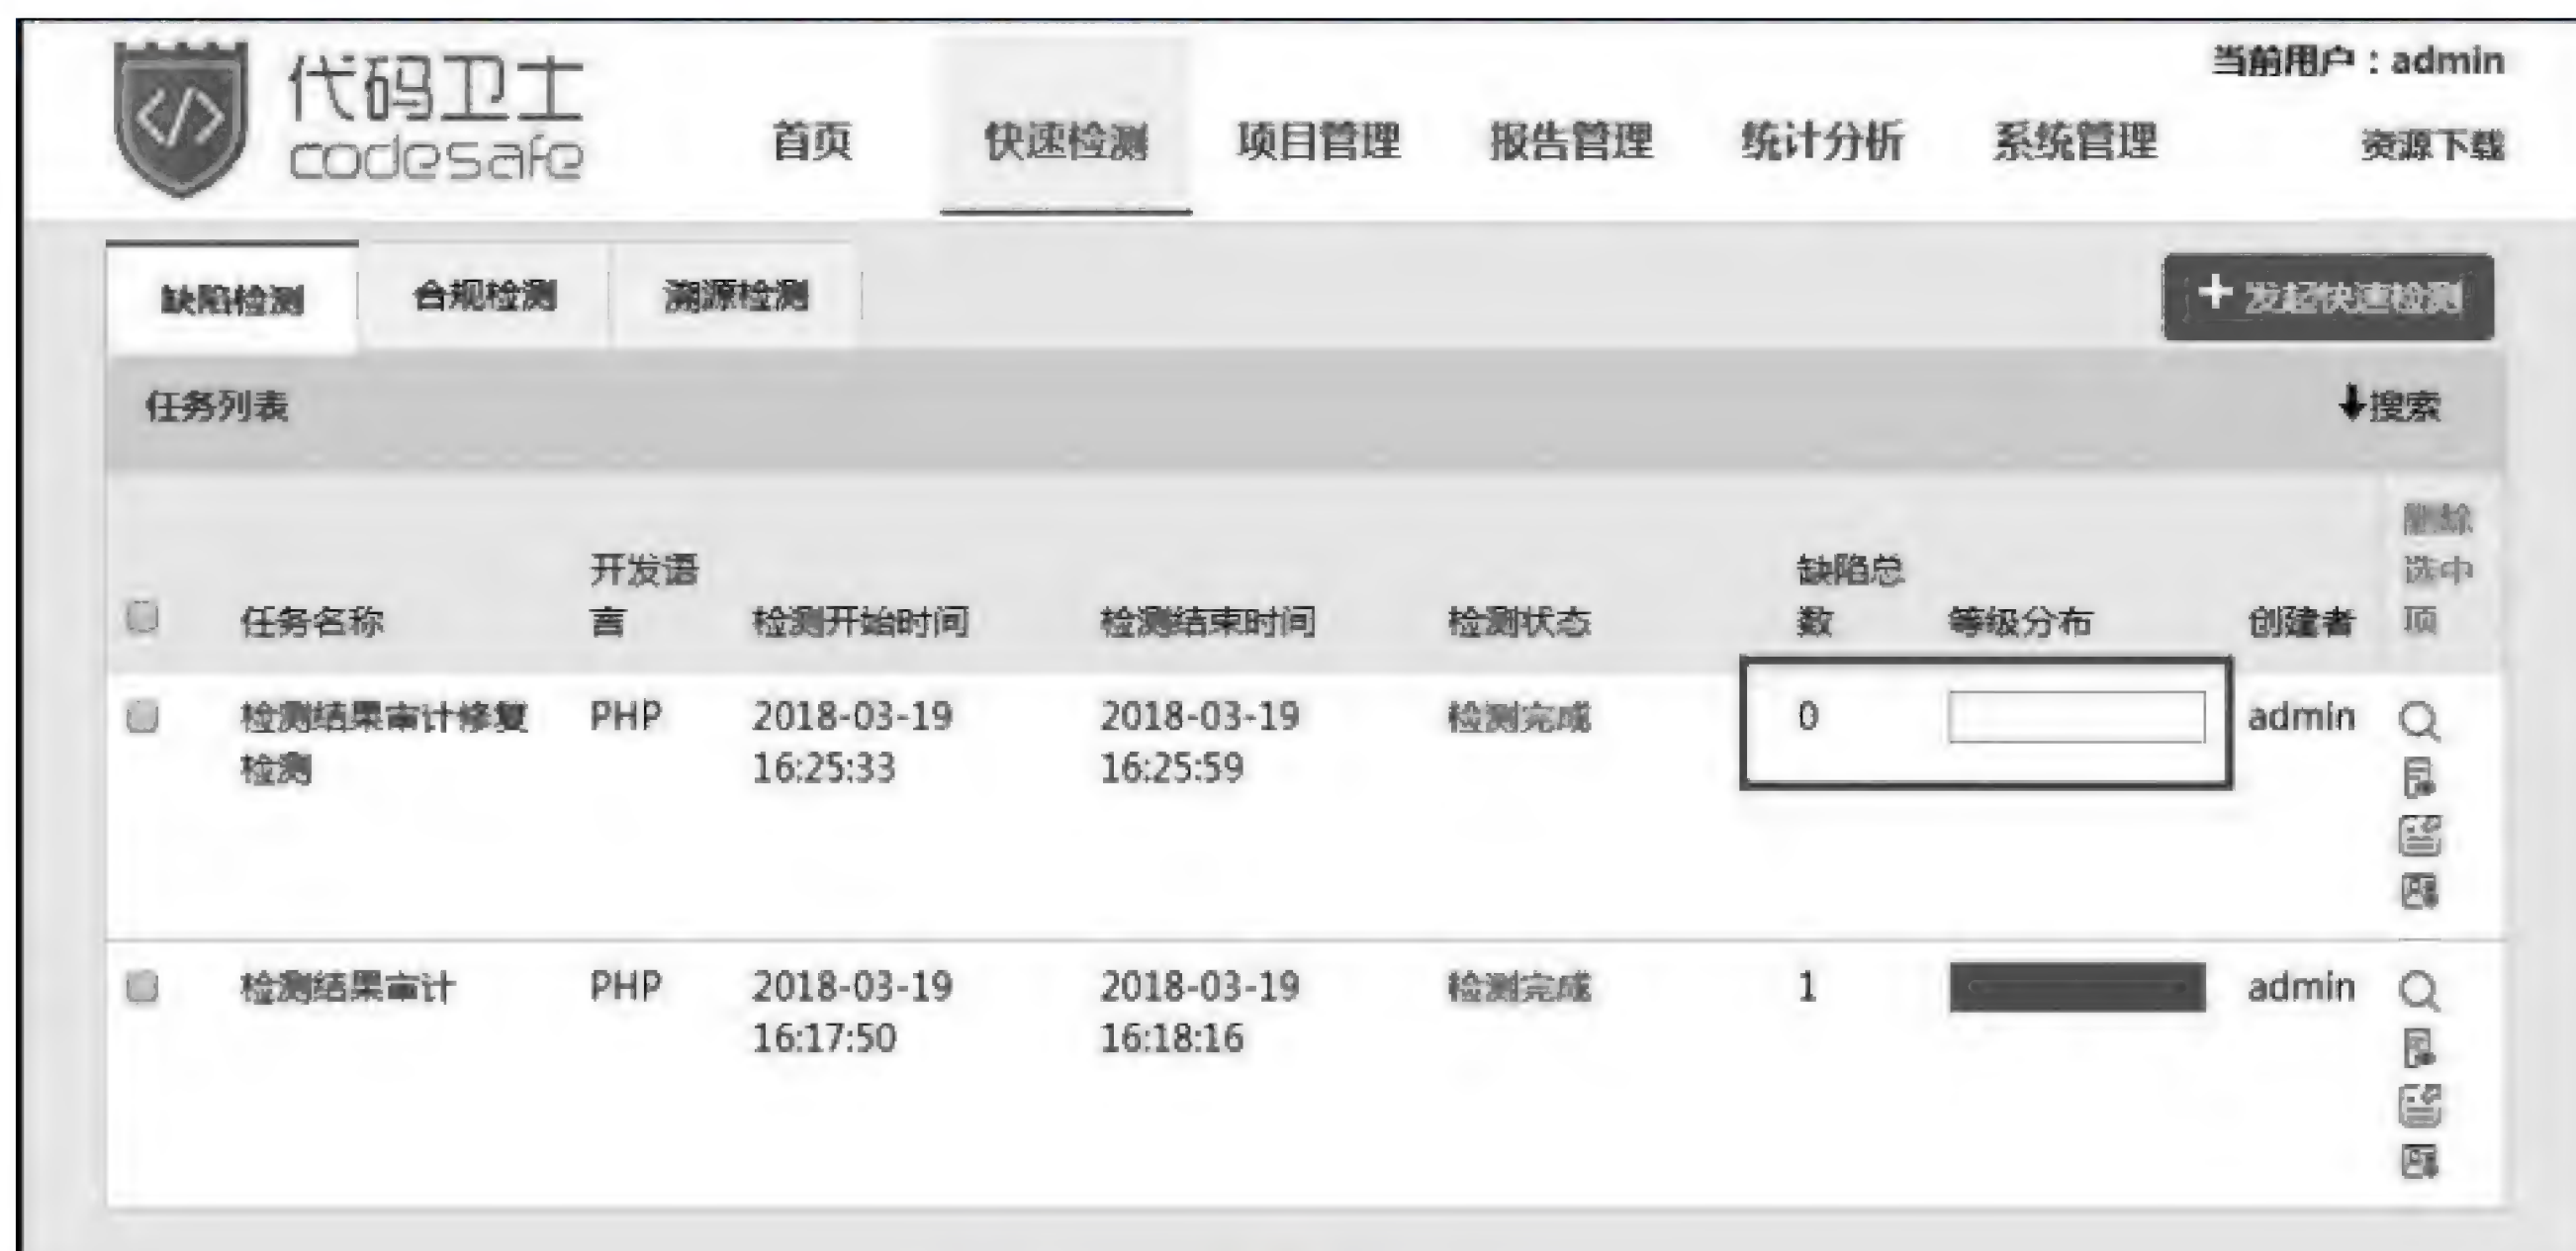 当前用户：admin
代码卫士
codesafe
首页 快速检测 项目管理 报告管理 统计分析 系统管理 资源下载
缺陷检测 合规检测 溯源检测 +发起快速检测
任务列表 搜索
任务名称 开发语言 检测开始时间 检测结束时间 检测状态 缺陷总数 等级分布 创建者 删除选中项
检测结果审计修复 PHP 2018-03-19 2018-03-19 检测完成 0 admin
检测 16:25:33 16:25:59
检测结果审计 PHP 2018-03-19 2018-03-19 检测完成 1 admin
16:17:50 16:18:16